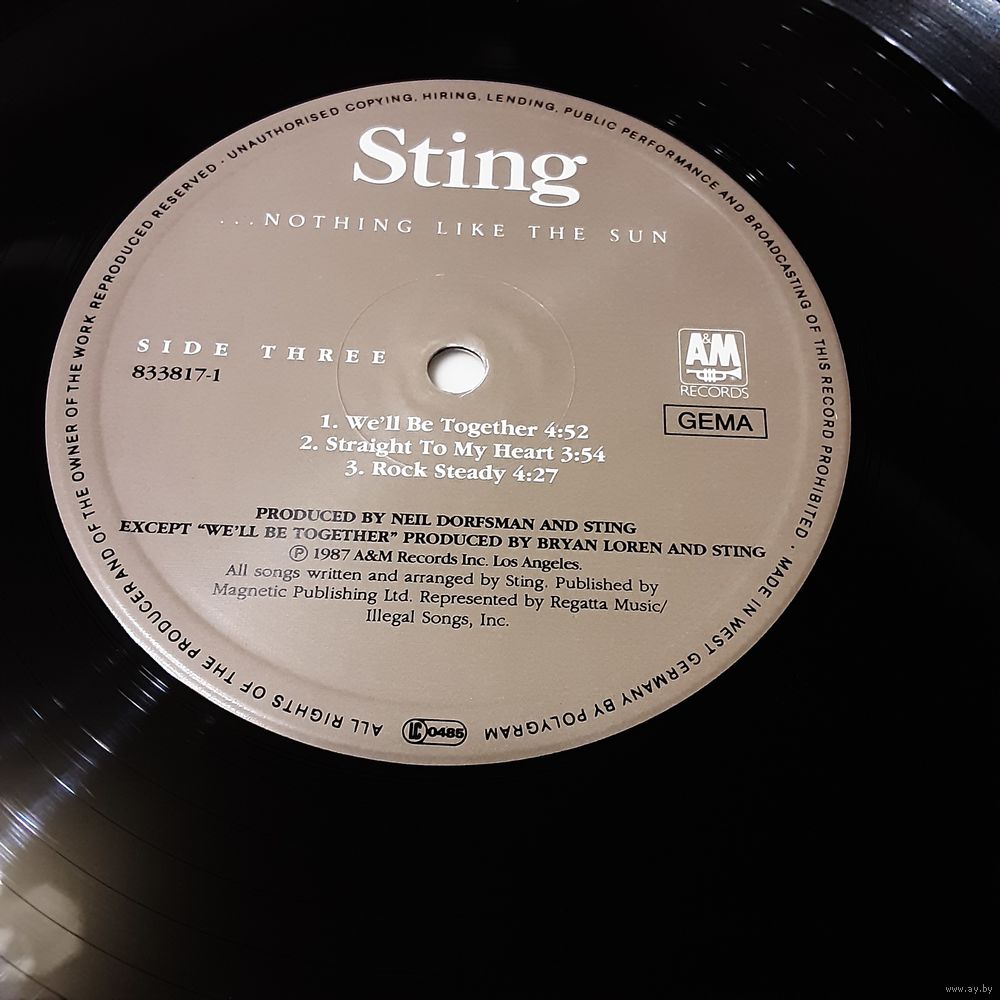 Sting
...NOTHING LIKE THE SUN
SIDE THREE
833817-1
A&M
RECORDS
GEMA
1. We'll Be Together 4:52
2. Straight To My Heart 3:54
3. Rock Steady 4:27
PRODUCED BY NEIL DORFSMAN AND STING
EXCEPT “WE'LL BE TOGETHER” PRODUCED BY BRYAN LOREN AND STING
℗ 1987 A&M Records Inc. Los Angeles.
All songs written and arranged by Sting. Published by
Magnetic Publishing Ltd. Represented by Regatta Music/
Illegal Songs, Inc.
ALL RIGHTS OF THE PRODUCER AND OF THE OWNER OF THE WORK REPRODUCED RESERVED · UNAUTHORISED COPYING, HIRING, LENDING, PUBLIC PERFORMANCE AND BROADCASTING OF THIS RECORD PROHIBITED · MADE IN WEST GERMANY BY POLYGRAM
LC 0485
www.ay.by